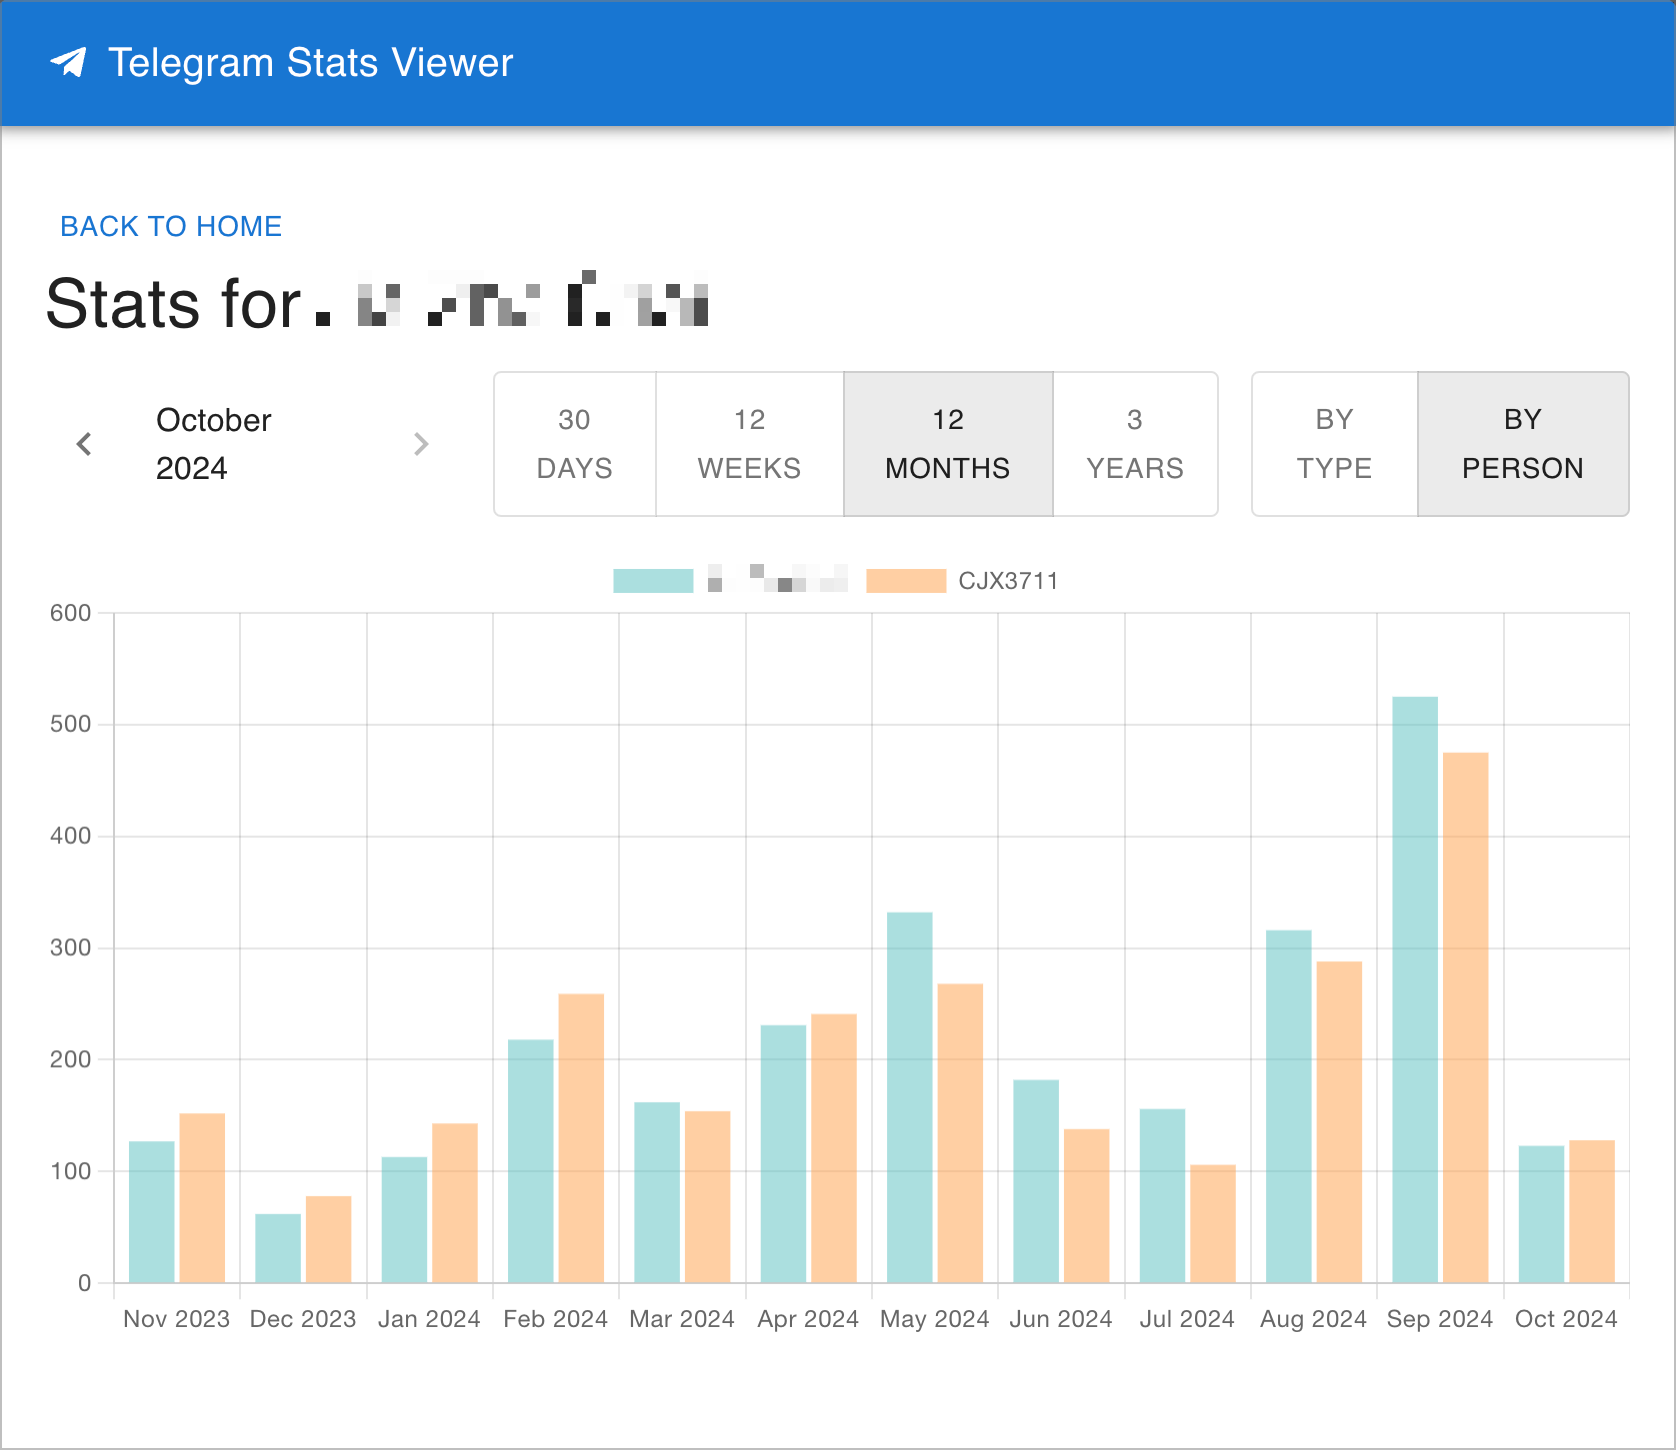 Telegram Stats Viewer
BACK TO HOME
Stats for
October
2024
30
DAYS
12
WEEKS
12
MONTHS
3
YEARS
BY
TYPE
BY
PERSON
CJX3711
600
500
400
300
200
100
0
Nov 2023 Dec 2023 Jan 2024 Feb 2024 Mar 2024 Apr 2024 May 2024 Jun 2024 Jul 2024 Aug 2024 Sep 2024 Oct 2024